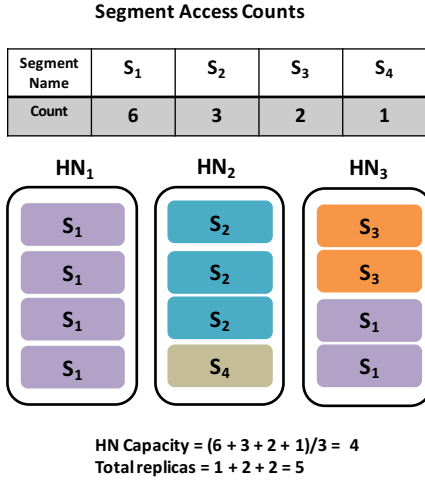 Segment Access Counts
Segment Name S₁ S₂ S₃ S₄
Count 6 3 2 1
HN₁ HN₂ HN₃
S₁ S₂ S₃
S₁ S₂ S₃
S₁ S₂ S₁
S₁ S₄ S₁
HN Capacity = (6 + 3 + 2 + 1)/3 = 4
Total replicas = 1 + 2 + 2 = 5